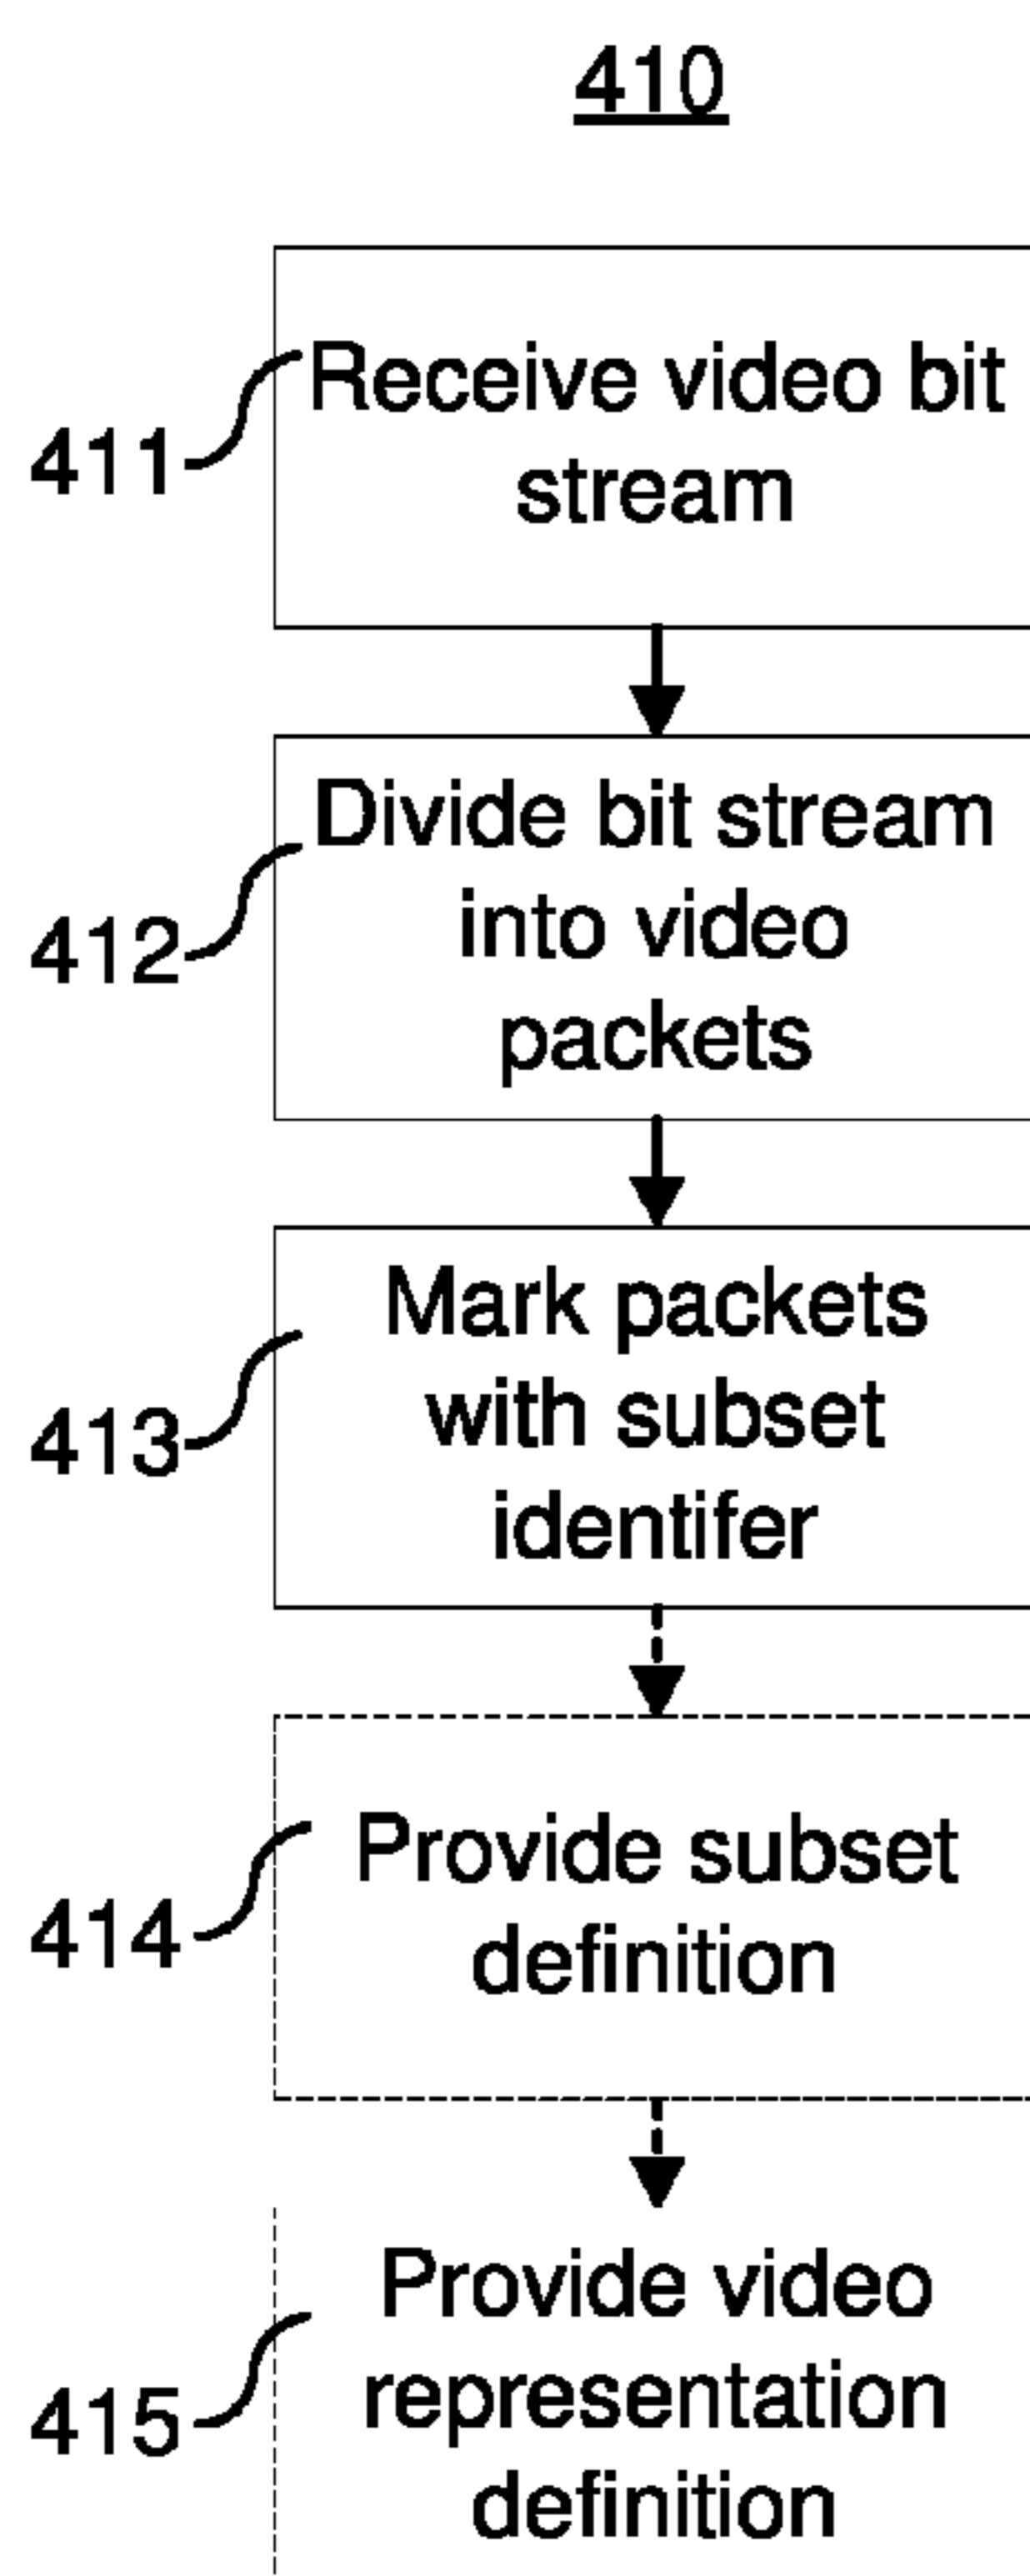 410
411
Receive video bit
stream
412
Divide bit stream
into video
packets
413
Mark packets
with subset
identifer
414
Provide subset
definition
415
Provide video
representation
definition